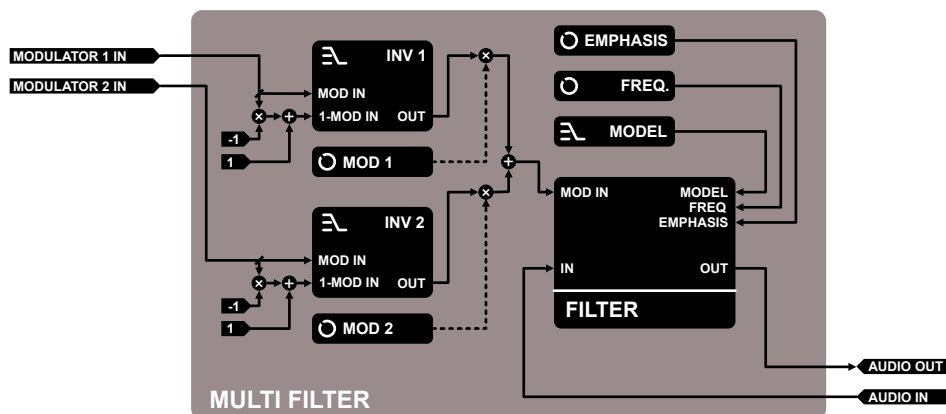 EMPHASIS
MODULATOR 1 IN
INV 1
MODULATOR 2 IN
FREQ.
MOD IN
1-MOD IN OUT
-1
MODEL
1
MOD 1
MOD IN MODEL
FREQ
EMPHASIS
INV 2
MOD IN
IN OUT
1-MOD IN OUT
-1
FILTER
1
MOD 2
AUDIO OUT
MULTI FILTER
AUDIO IN